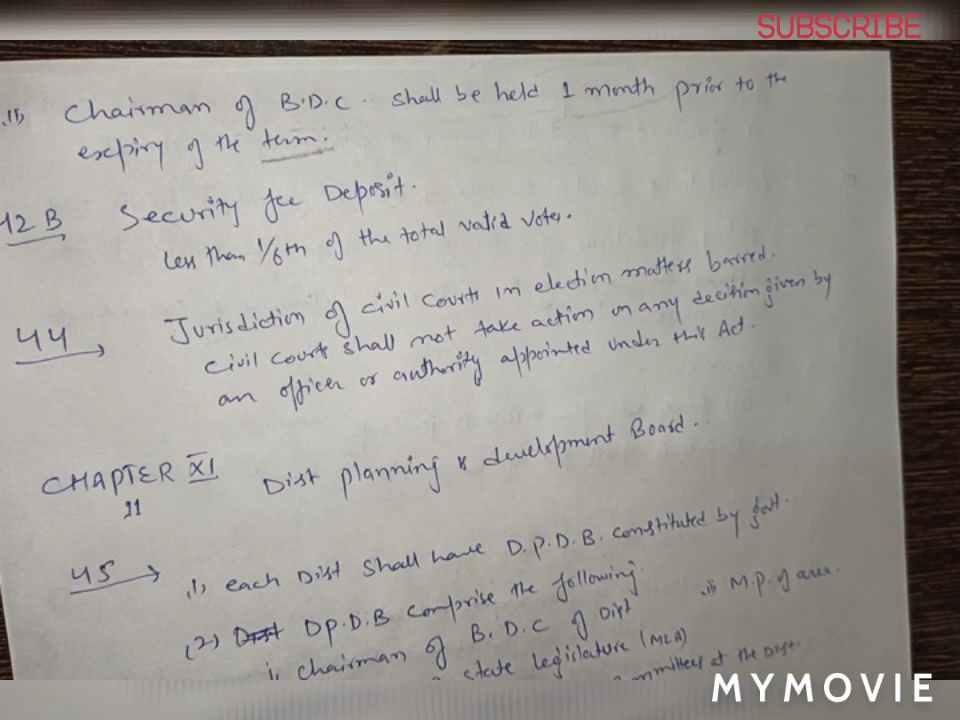 SUBSCRIBE
(ii) Chairman of B.D.C. shall be held 1 month prior to the
expiry of the term.
42B Security fee Deposit.
Less than 1/6th of the total valid votes.
44 Jurisdiction of civil courts in election matters barred.
civil courts shall not take action on any decision given by
an officer or authority appointed under this Act.
CHAPTER XI Dist planning & development Board.
11
45 (1) each Dist shall have D.P.D.B. constituted by govt.
(2) Dist DP.D.B comprise the following
i, chairman of B.D.C of Dist (ii) M.P. of area.
state legislature (MLA)
at the Dist.
MYMOVIE